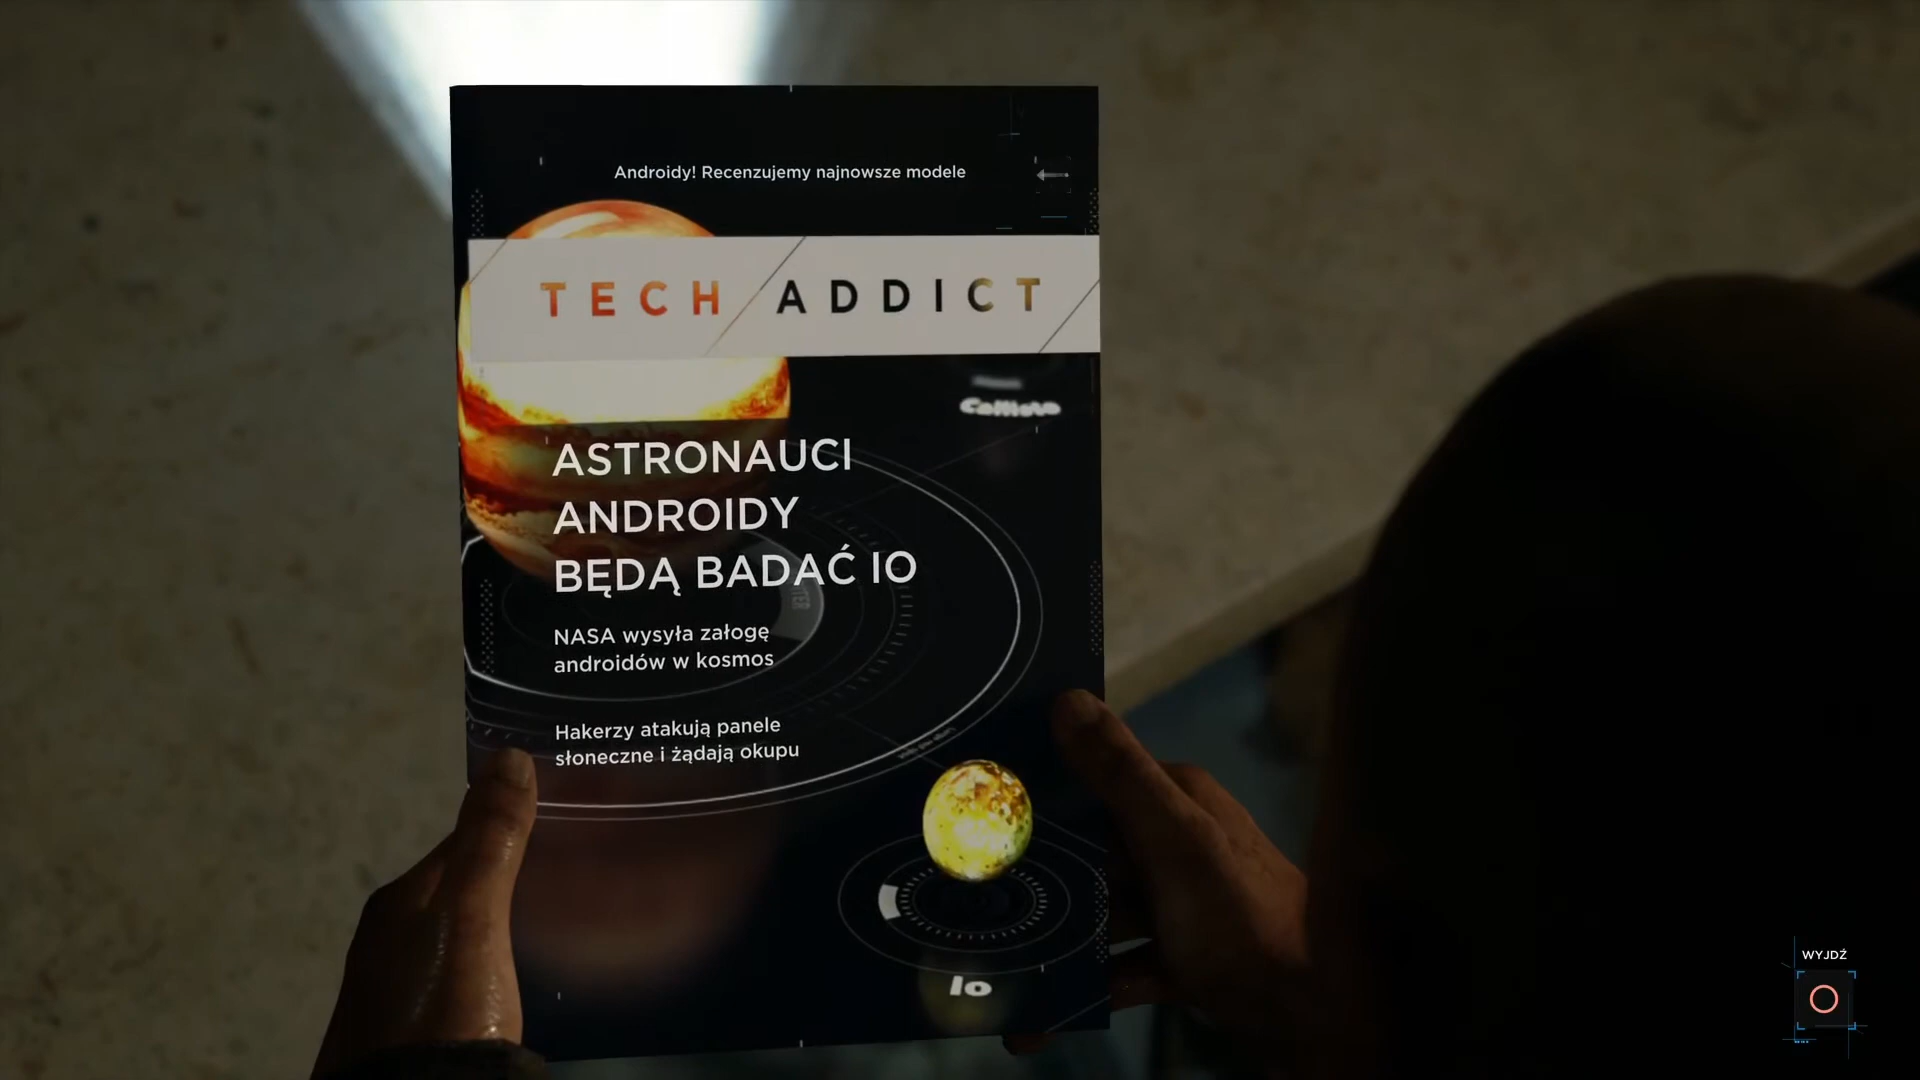 Androidy! Recenzujemy najnowsze modele
TECH ADDICT
Callisto
ASTRONAUCI
ANDROIDY
BĘDĄ BADAĆ IO
NASA wysyła załogę
androidów w kosmos
Hakerzy atakują panele
słoneczne i żądają okupu
Io
WYJDŹ